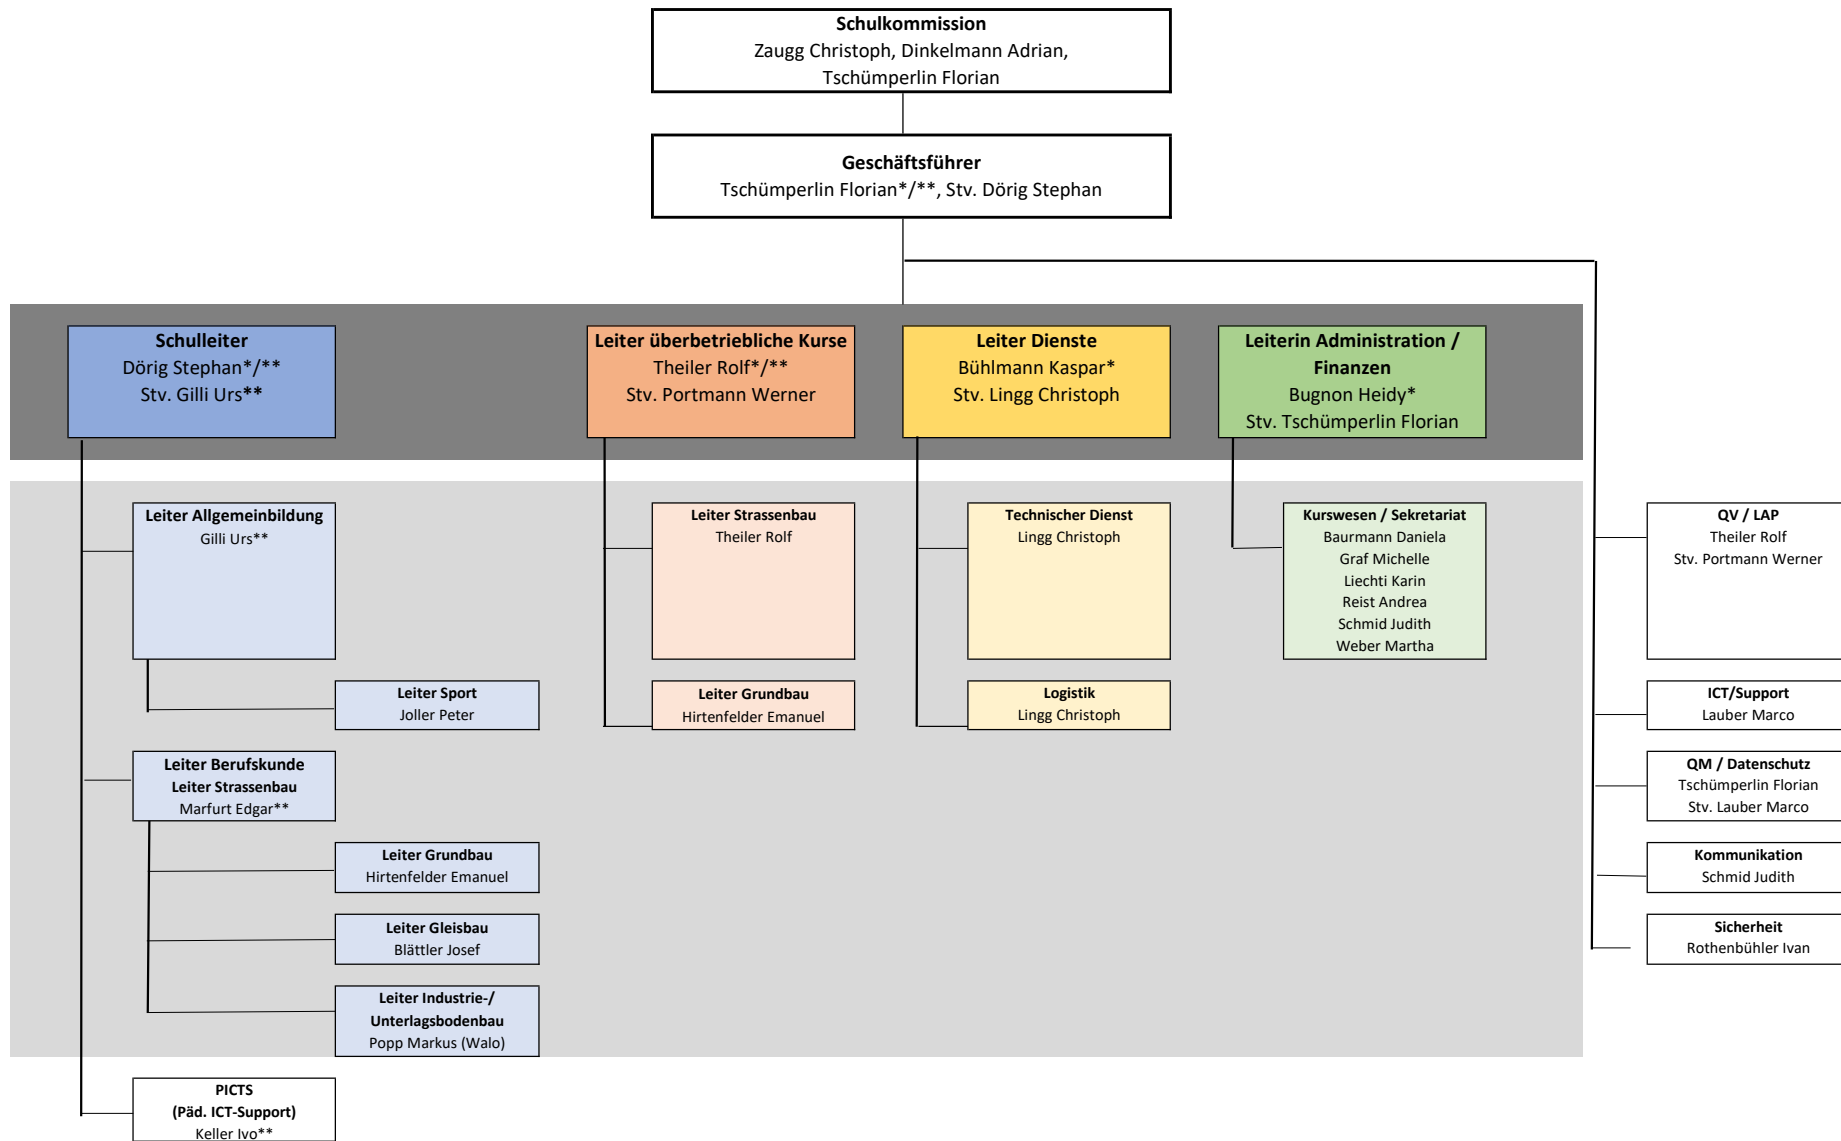 Schulkommission
Zaugg Christoph, Dinkelmann Adrian,
Tschümperlin Florian
Geschäftsführer
Tschümperlin Florian*/**, Stv. Dörig Stephan
Schulleiter
Dörig Stephan*/**
Stv. Gilli Urs**
Leiter überbetriebliche Kurse
Theiler Rolf*/**
Stv. Portmann Werner
Leiter Dienste
Bühlmann Kaspar*
Stv. Lingg Christoph
Leiterin Administration /
Finanzen
Bugnon Heidy*
Stv. Tschümperlin Florian
Leiter Allgemeinbildung
Gilli Urs**
Leiter Strassenbau
Theiler Rolf
Technischer Dienst
Lingg Christoph
Kurswesen / Sekretariat
Baurmann Daniela
Graf Michelle
Liechti Karin
Reist Andrea
Schmid Judith
Weber Martha
QV / LAP
Theiler Rolf
Stv. Portmann Werner
Leiter Sport
Joller Peter
Leiter Grundbau
Hirtenfelder Emanuel
Logistik
Lingg Christoph
ICT/Support
Lauber Marco
Leiter Berufskunde
Leiter Strassenbau
Marfurt Edgar**
QM / Datenschutz
Tschümperlin Florian
Stv. Lauber Marco
Leiter Grundbau
Hirtenfelder Emanuel
Kommunikation
Schmid Judith
Leiter Gleisbau
Blättler Josef
Sicherheit
Rothenbühler Ivan
Leiter Industrie-/
Unterlagsbodenbau
Popp Markus (Walo)
PICTS
(Päd. ICT-Support)
Keller Ivo**